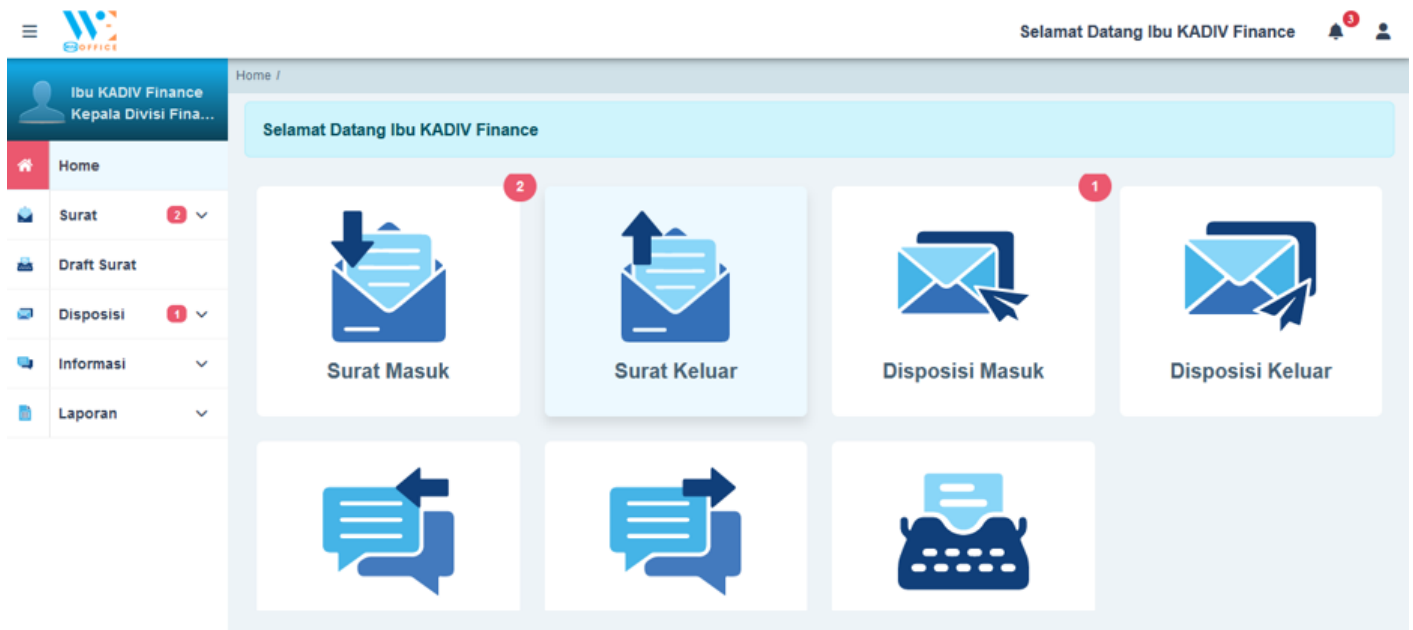 WE
OFFICE
Selamat Datang Ibu KADIV Finance
3
Ibu KADIV Finance
Kepala Divisi Fina...
Home /
Selamat Datang Ibu KADIV Finance
Home
Surat 2
Draft Surat
Disposisi 1
Informasi
Laporan
2
1
Surat Masuk
Surat Keluar
Disposisi Masuk
Disposisi Keluar